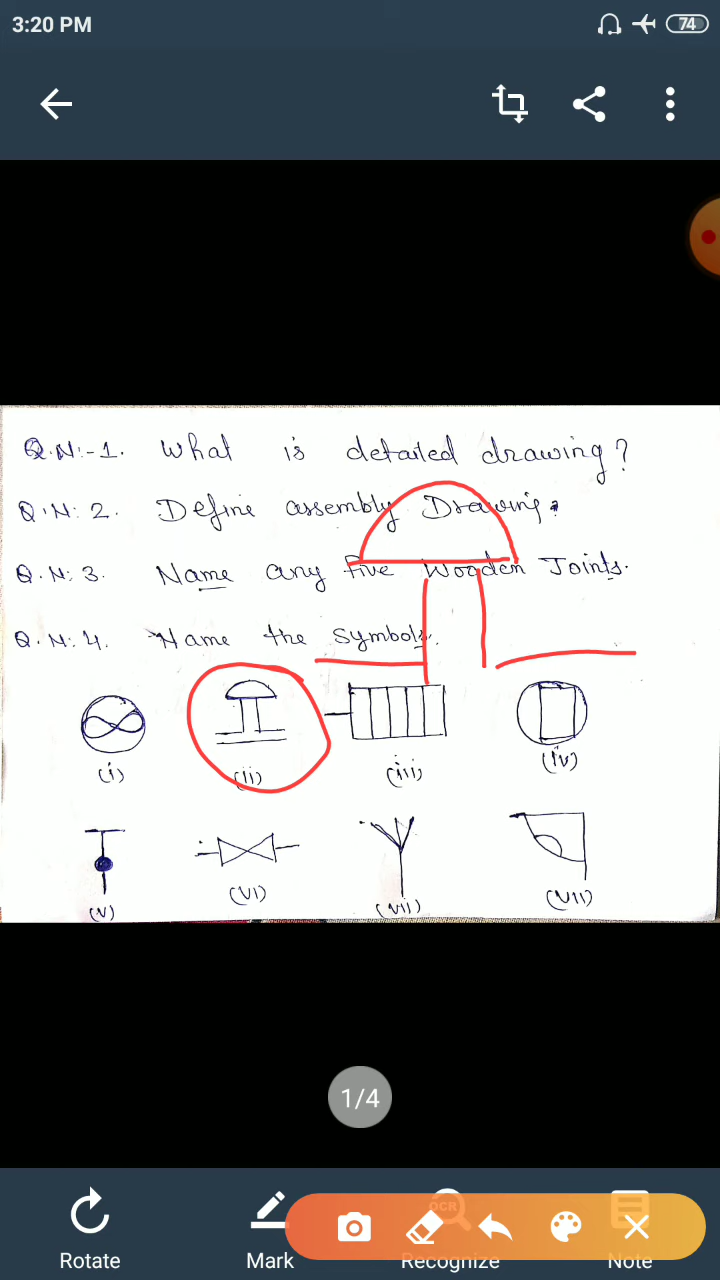 3:20 PM
74
Q.N:-1. What is detailed drawing?
Q.N: 2. Define assembly Drawing.
Q.N: 3. Name any five Wooden Joints.
Q.N: 4. Name the Symbols.
(i) (ii) (iii) (iv)
(V) (VI) (vii) (VII)
1/4
OCR
Rotate Mark Recognize Note